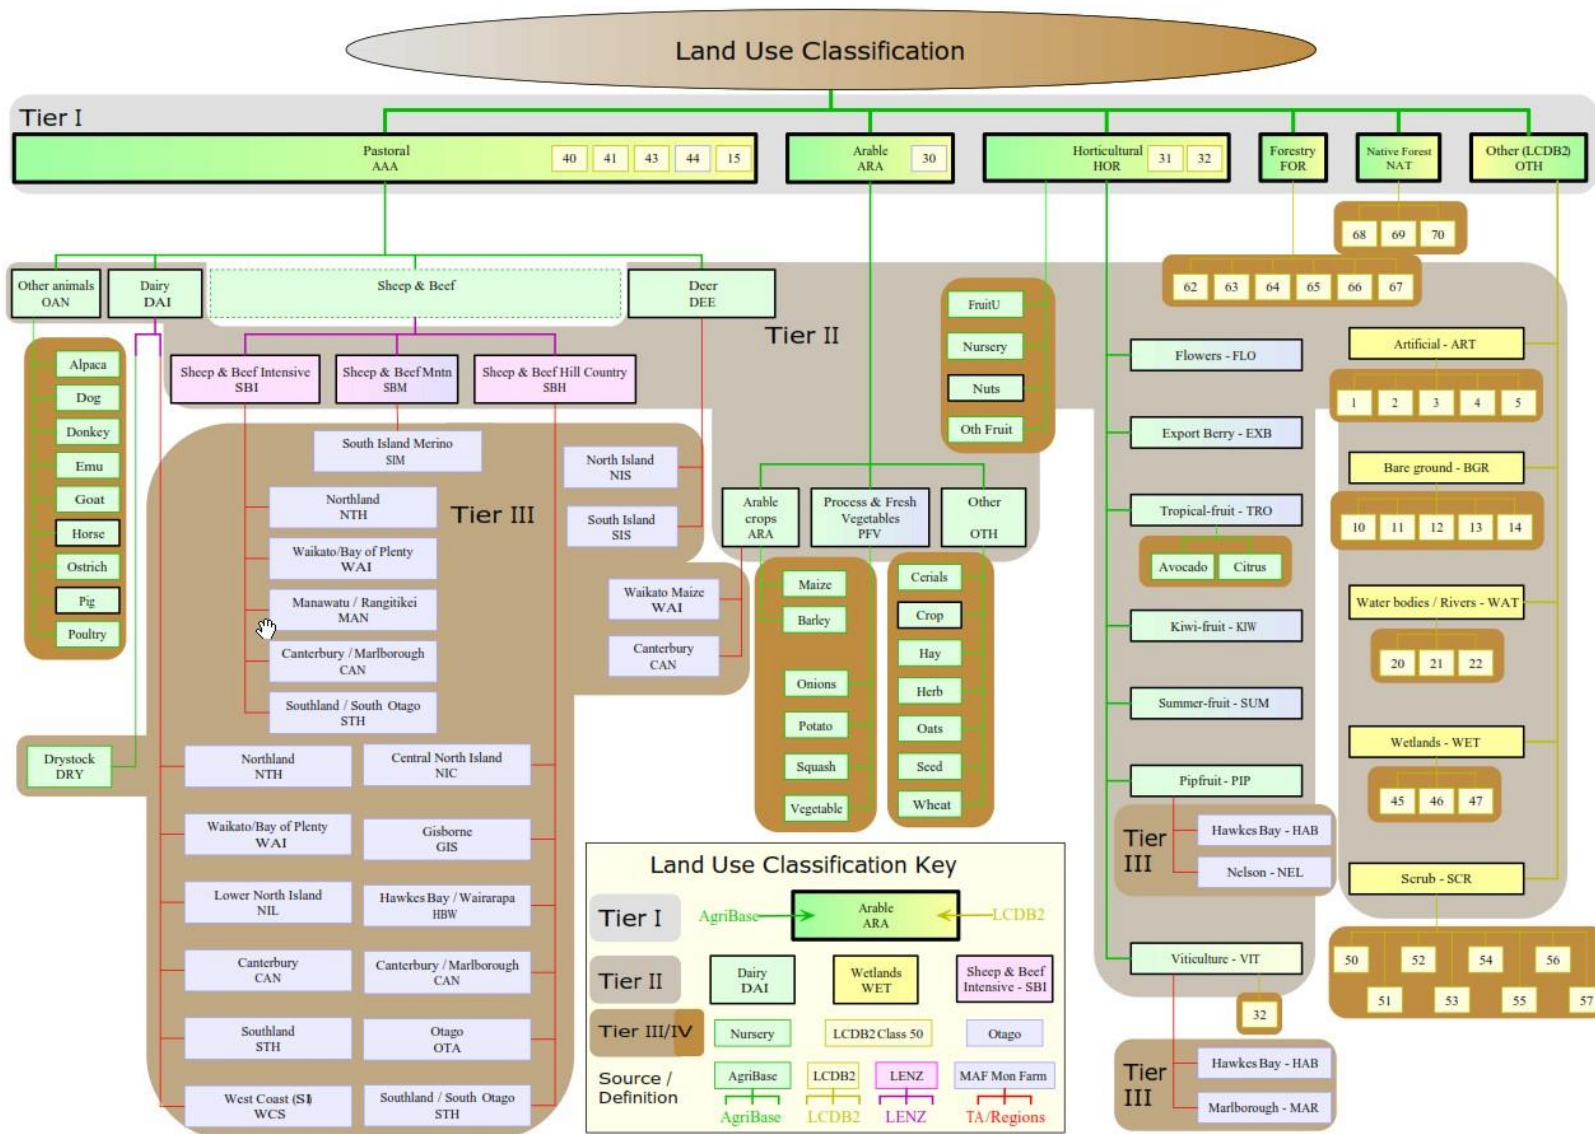 Land Use Classification
Tier I
Pastoral
AAA
40
41
43
44
15
Arable
ARA
30
Horticultural
HOR
31
32
Forestry
FOR
Native Forest
NAT
Other (LCDB2)
OTH
68
69
70
62
63
64
65
66
67
Other animals
OAN
Dairy
DAI
Sheep & Beef
Deer
DEE
Tier II
Sheep & Beef Intensive
SBI
Sheep & Beef Mntn
SBM
Sheep & Beef Hill Country
SBH
Alpaca
Dog
Donkey
Emu
Goat
Horse
Ostrich
Pig
Poultry
Drystock
DRY
South Island Merino
SIM
Tier III
Northland
NTH
Waikato/Bay of Plenty
WAI
Manawatu / Rangitikei
MAN
Canterbury / Marlborough
CAN
Southland / South Otago
STH
North Island
NIS
South Island
SIS
Northland
NTH
Waikato/Bay of Plenty
WAI
Lower North Island
NIL
Canterbury
CAN
Southland
STH
West Coast (SI)
WCS
Central North Island
NIC
Gisborne
GIS
Hawkes Bay / Wairarapa
HBW
Canterbury / Marlborough
CAN
Otago
OTA
Southland / South Otago
STH
Arable
crops
ARA
Process & Fresh
Vegetables
PFV
Other
OTH
Waikato Maize
WAI
Canterbury
CAN
Maize
Barley
Onions
Potato
Squash
Vegetable
Cerials
Crop
Hay
Herb
Oats
Seed
Wheat
FruitU
Nursery
Nuts
Oth Fruit
Flowers - FLO
Export Berry - EXB
Tropical-fruit - TRO
Avocado
Citrus
Kiwi-fruit - KIW
Summer-fruit - SUM
Pipfruit - PIP
Tier
III
Hawkes Bay - HAB
Nelson - NEL
Viticulture - VIT
32
Tier
III
Hawkes Bay - HAB
Marlborough - MAR
Artificial - ART
1
2
3
4
5
Bare ground - BGR
10
11
12
13
14
Water bodies / Rivers - WAT
20
21
22
Wetlands - WET
45
46
47
Scrub - SCR
50
52
54
56
51
53
55
57
Land Use Classification Key
Tier I
AgriBase
Arable
ARA
LCDB2
Tier II
Dairy
DAI
Wetlands
WET
Sheep & Beef
Intensive - SBI
Tier III/IV
Nursery
LCDB2 Class 50
Otago
Source /
Definition
AgriBase
LCDB2
LENZ
MAF Mon Farm
AgriBase
LCDB2
LENZ
TA/Regions